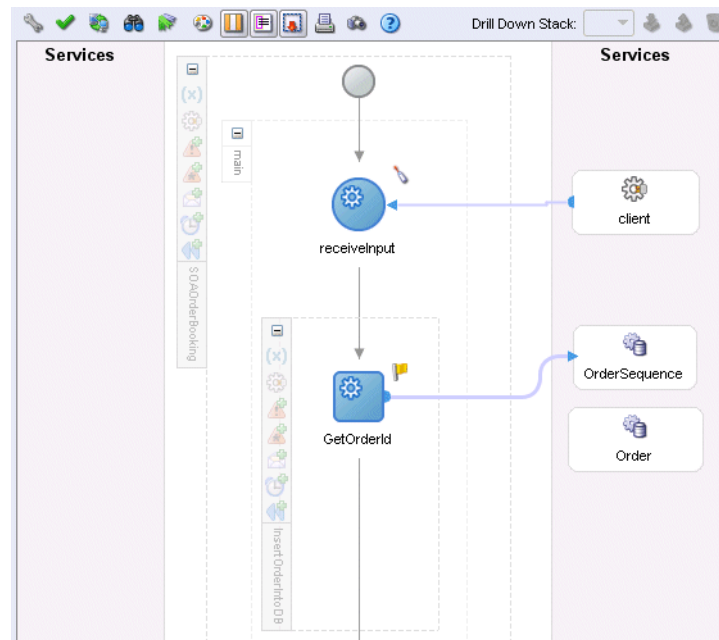 Drill Down Stack:
Services
Services
main
client
receiveInput
SOAOrderBooking
OrderSequence
GetOrderId
Order
InsertOrderIntoDB